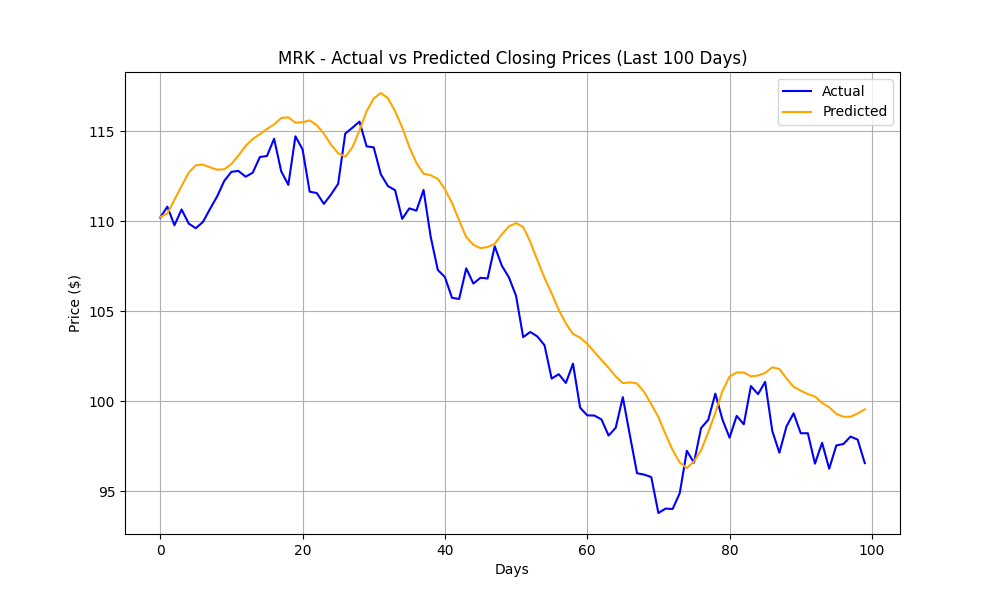 MRK - Actual vs Predicted Closing Prices (Last 100 Days)
Actual
Predicted
115
110
105
100
95
Price ($)
0 20 40 60 80 100
Days